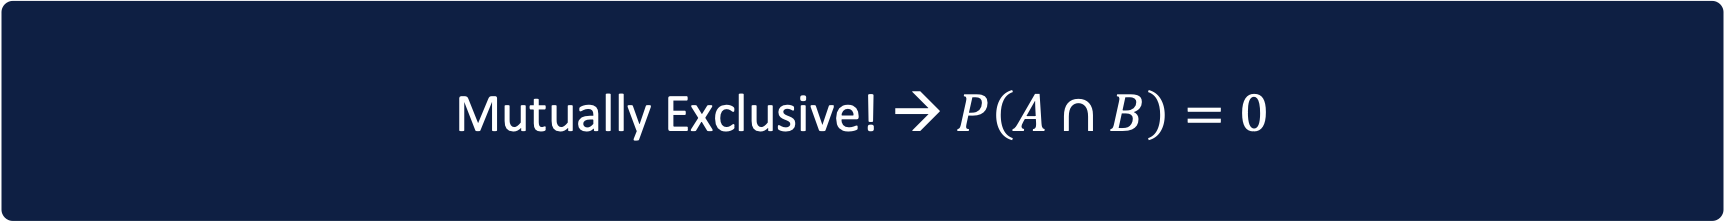 Mutually Exclusive! → P(A ∩ B) = 0